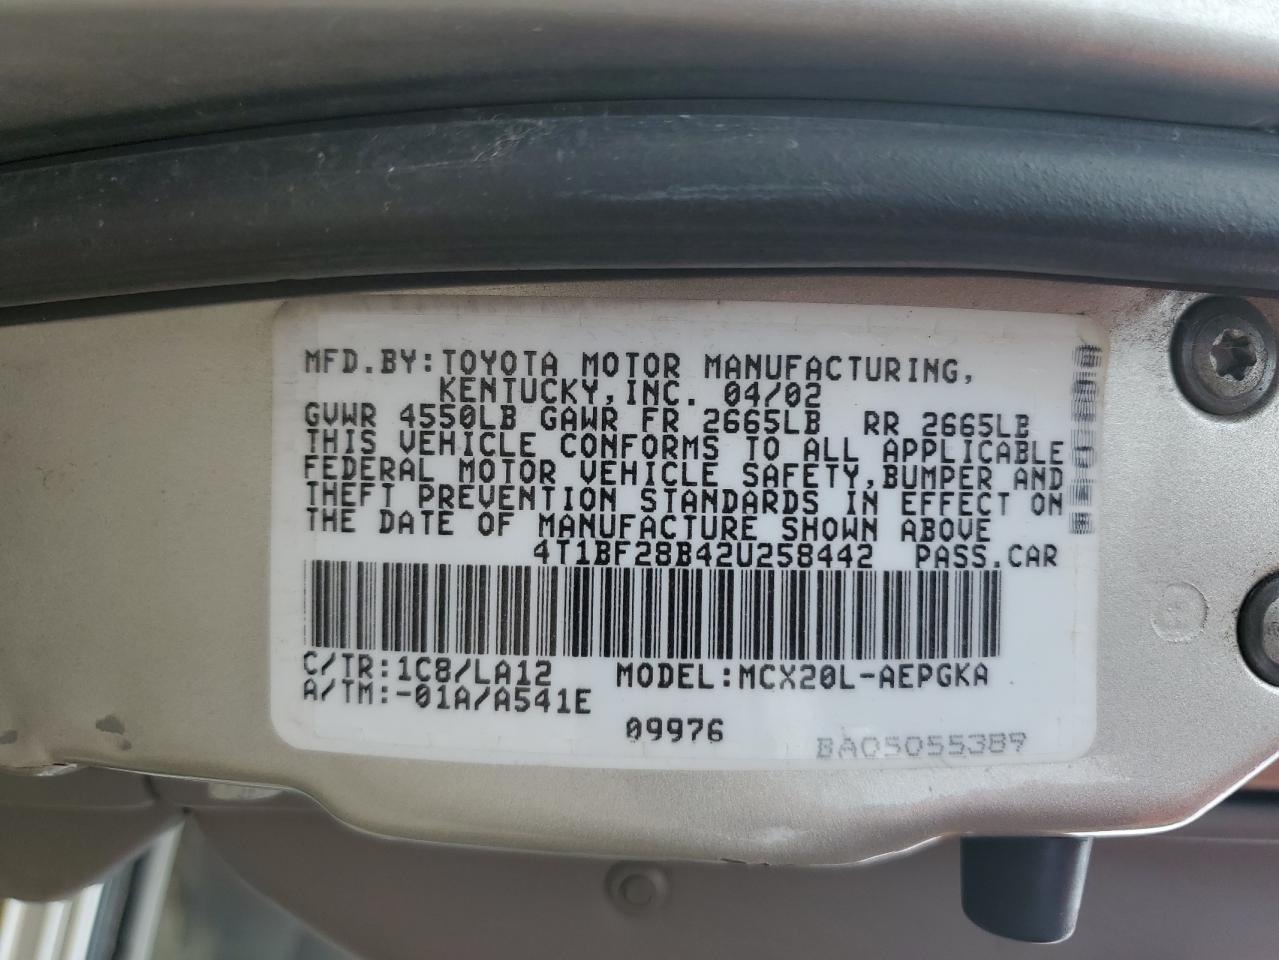 MFD.BY:TOYOTA MOTOR MANUFACTURING,
KENTUCKY,INC. 04/02
GVWR 4550LB GAWR FR 2665LB RR 2665LB
THIS VEHICLE CONFORMS TO ALL APPLICABLE
FEDERAL MOTOR VEHICLE SAFETY,BUMPER AND
THEFT PREVENTION STANDARDS IN EFFECT ON
THE DATE OF MANUFACTURE SHOWN ABOVE
4T1BF28B42U258442 PASS.CAR
C/TR:1C8/LA12 MODEL:MCX20L-AEPGKA
A/TM:-01A/A541E
09976
BA05055389